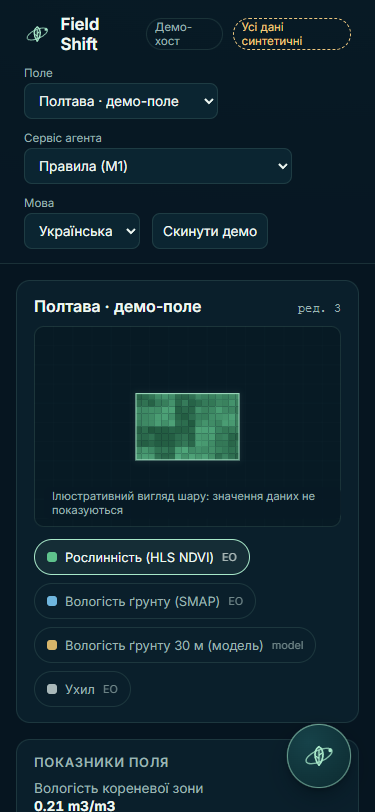 Field
Shift
Демо-
хост
Усі дані
синтетичні
Поле
Полтава · демо-поле
Сервіс агента
Правила (M1)
Мова
Українська
Скинути демо
Полтава · демо-поле
ред. 3
Ілюстративний вигляд шару: значення даних не
показуються
Рослинність (HLS NDVI) EO
Вологість ґрунту (SMAP) EO
Вологість ґрунту 30 м (модель) model
Ухил EO
ПОКАЗНИКИ ПОЛЯ
Вологість кореневої зони
0.21 m3/m3